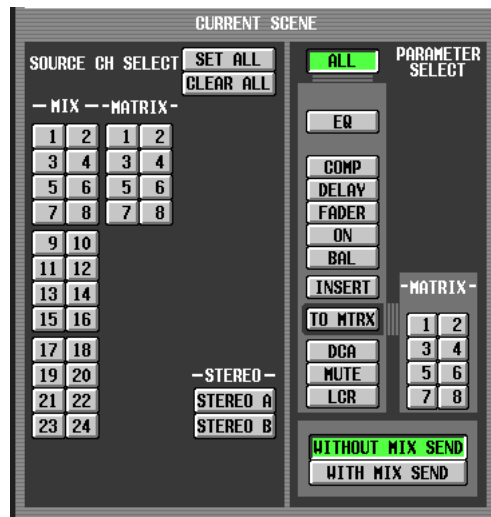 CURRENT SCENE
SOURCE CH SELECT
SET ALL
CLEAR ALL
-MIX-
-MATRIX-
1 2 1 2
3 4 3 4
5 6 5 6
7 8 7 8
9 10
11 12
13 14
15 16
17 18
19 20
21 22
23 24
-STEREO-
STEREO A
STEREO B
ALL
PARAMETER
SELECT
EQ
COMP
DELAY
FADER
ON
BAL
INSERT
TO MTRX
DCA
MUTE
LCR
-MATRIX-
1 2
3 4
5 6
7 8
WITHOUT MIX SEND
WITH MIX SEND